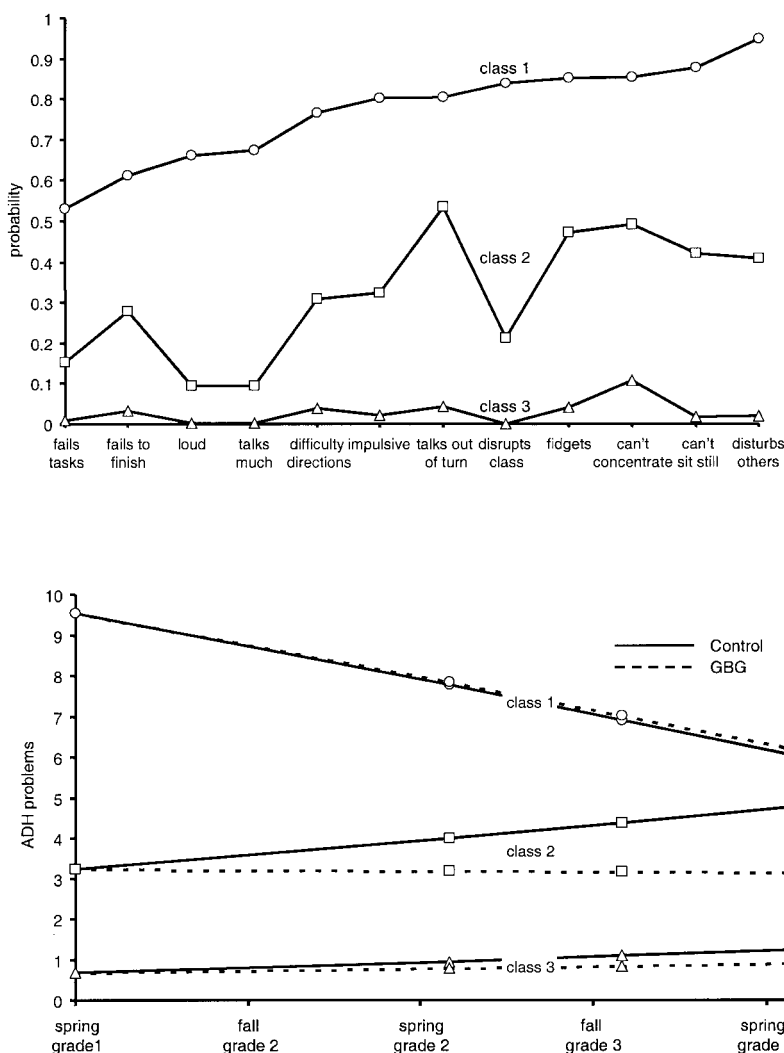 1
0.9
0.8
0.7
0.6
0.5
0.4
0.3
0.2
0.1
0
probability
class 1
class 2
class 3
fails tasks
fails to finish
loud
talks much
difficulty directions
impulsive
talks out of turn
disrupts class
fidgets
can't concentrate
can't sit still
disturbs others
10
9
8
7
6
5
4
3
2
1
0
ADH problems
Control
GBG
class 1
class 2
class 3
spring grade1
fall grade 2
spring grade 2
fall grade 3
spring grade